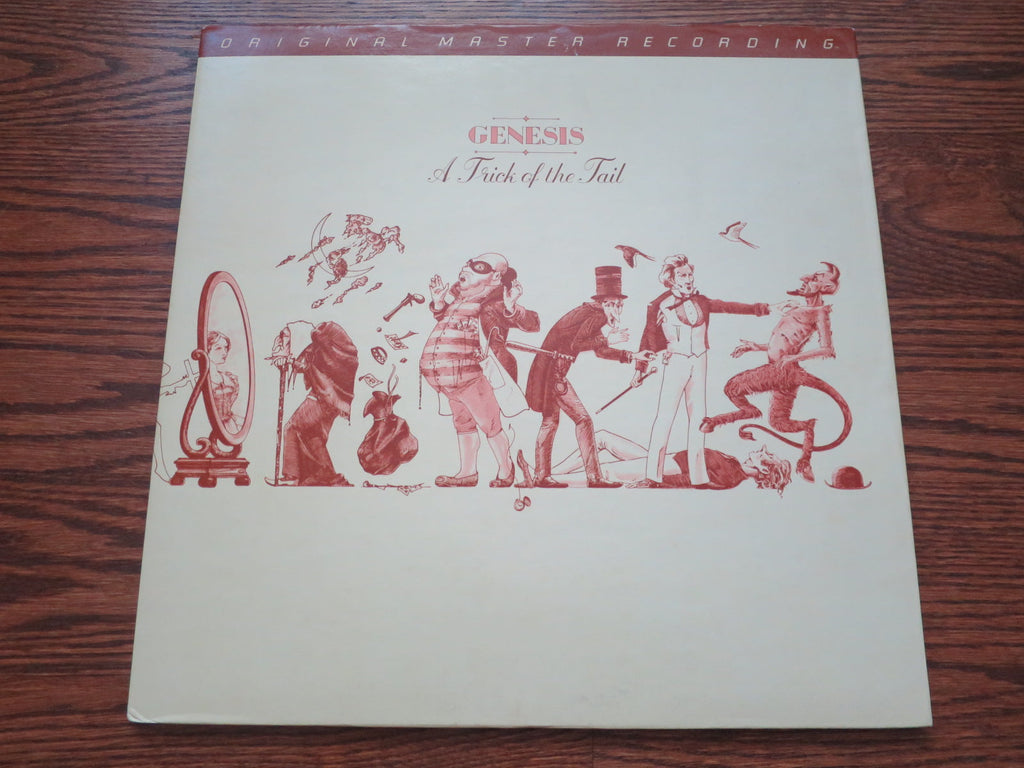 ORIGINAL MASTER RECORDING
GENESIS
A Trick of the Tail